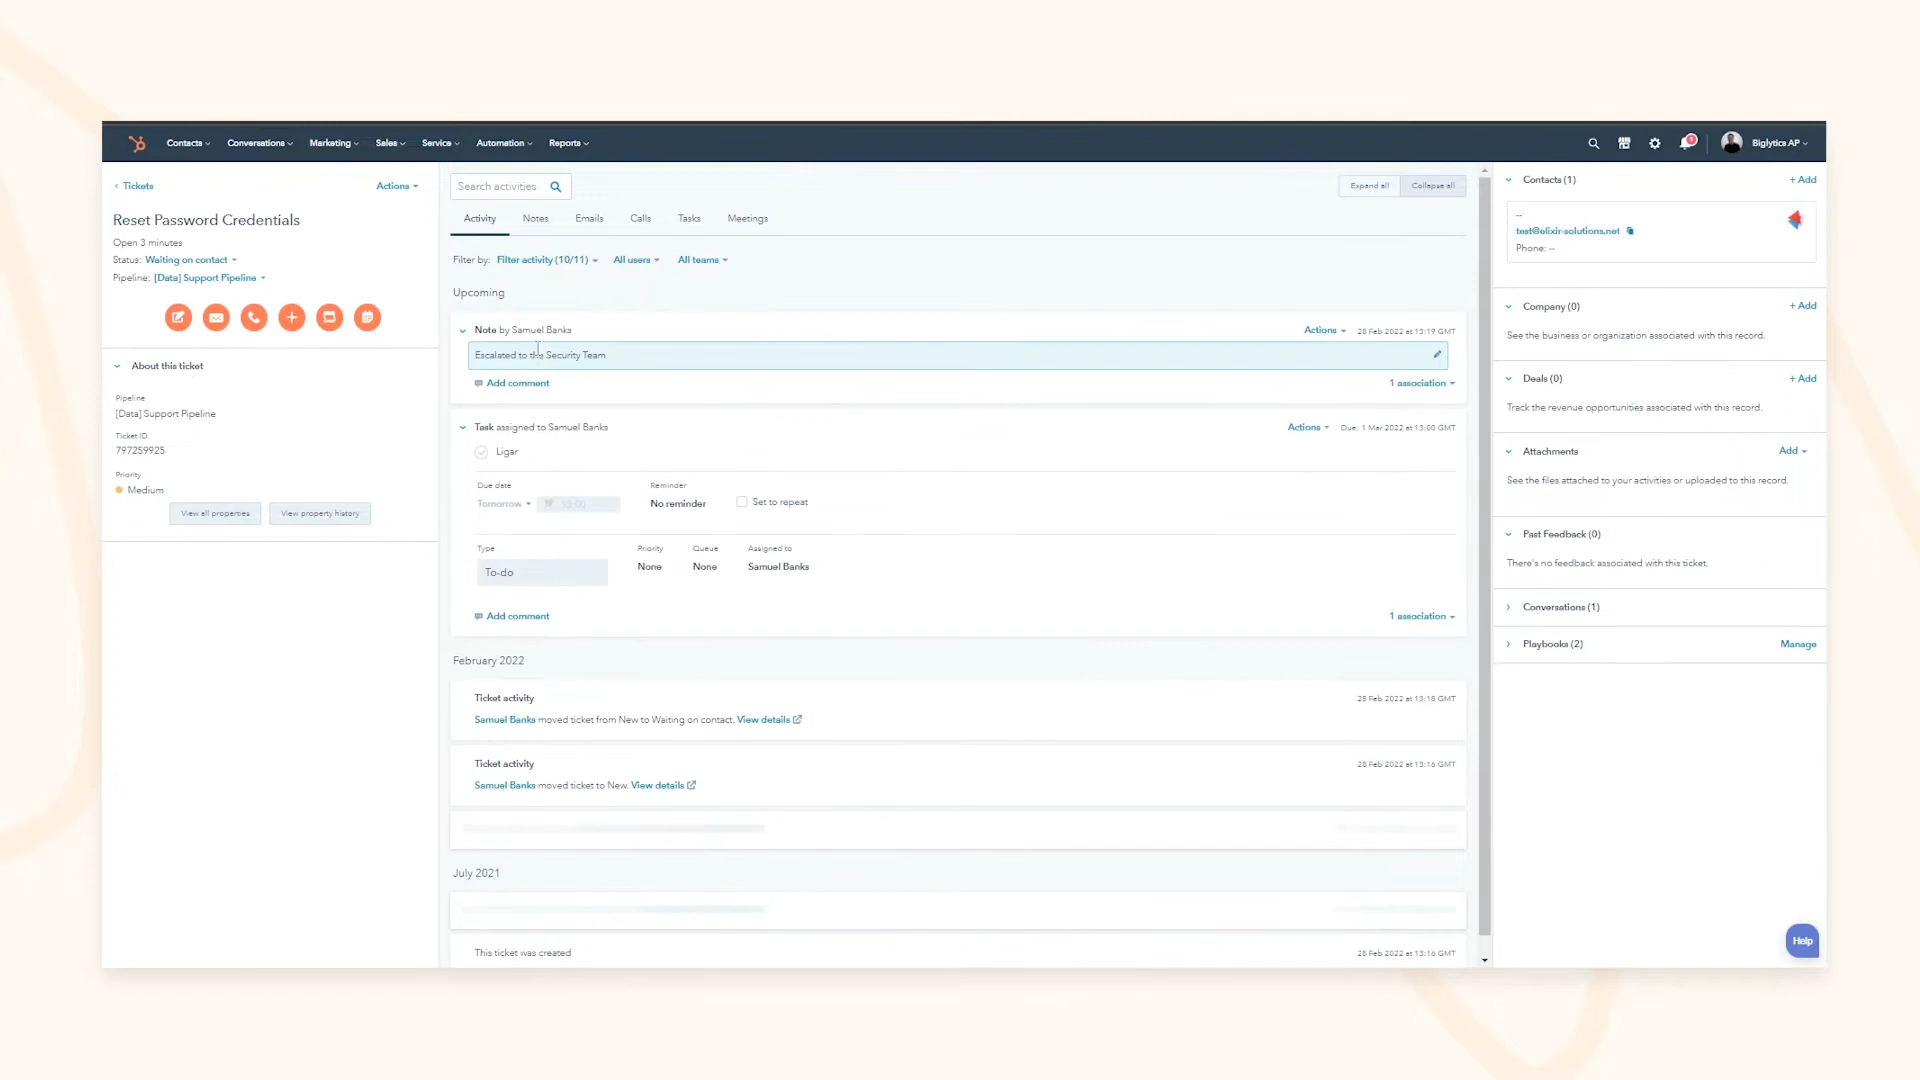 Contacts
Conversations
Marketing
Sales
Service
Automation
Reports
1
Biglytics AP
Tickets
Actions
Reset Password Credentials
Open 3 minutes
Status: Waiting on contact
Pipeline: [Data] Support Pipeline
About this ticket
Pipeline
[Data] Support Pipeline
Ticket ID
797259925
Priority
Medium
View all properties
View property history
Search activities
Expand all
Collapse all
Activity
Notes
Emails
Calls
Tasks
Meetings
Filter by: Filter activity (10/11) All users All teams
Upcoming
Note by Samuel Banks
Actions
28 Feb 2022 at 13:19 GMT
Escalated to the Security Team
Add comment
1 association
Task assigned to Samuel Banks
Actions
Due: 1 Mar 2022 at 13:00 GMT
Ligar
Due date
Tomorrow
13:00
Reminder
No reminder
Set to repeat
Type
To-do
Priority
None
Queue
None
Assigned to
Samuel Banks
Add comment
1 association
February 2022
Ticket activity
28 Feb 2022 at 13:18 GMT
Samuel Banks moved ticket from New to Waiting on contact. View details
Ticket activity
28 Feb 2022 at 13:16 GMT
Samuel Banks moved ticket to New. View details
July 2021
This ticket was created
28 Feb 2022 at 13:16 GMT
Contacts (1)
+ Add
--
test@elixir-solutions.net
Phone: --
Company (0)
+ Add
See the business or organization associated with this record.
Deals (0)
+ Add
Track the revenue opportunities associated with this record.
Attachments
Add
See the files attached to your activities or uploaded to this record.
Past Feedback (0)
There's no feedback associated with this ticket.
Conversations (1)
Playbooks (2)
Manage
Help